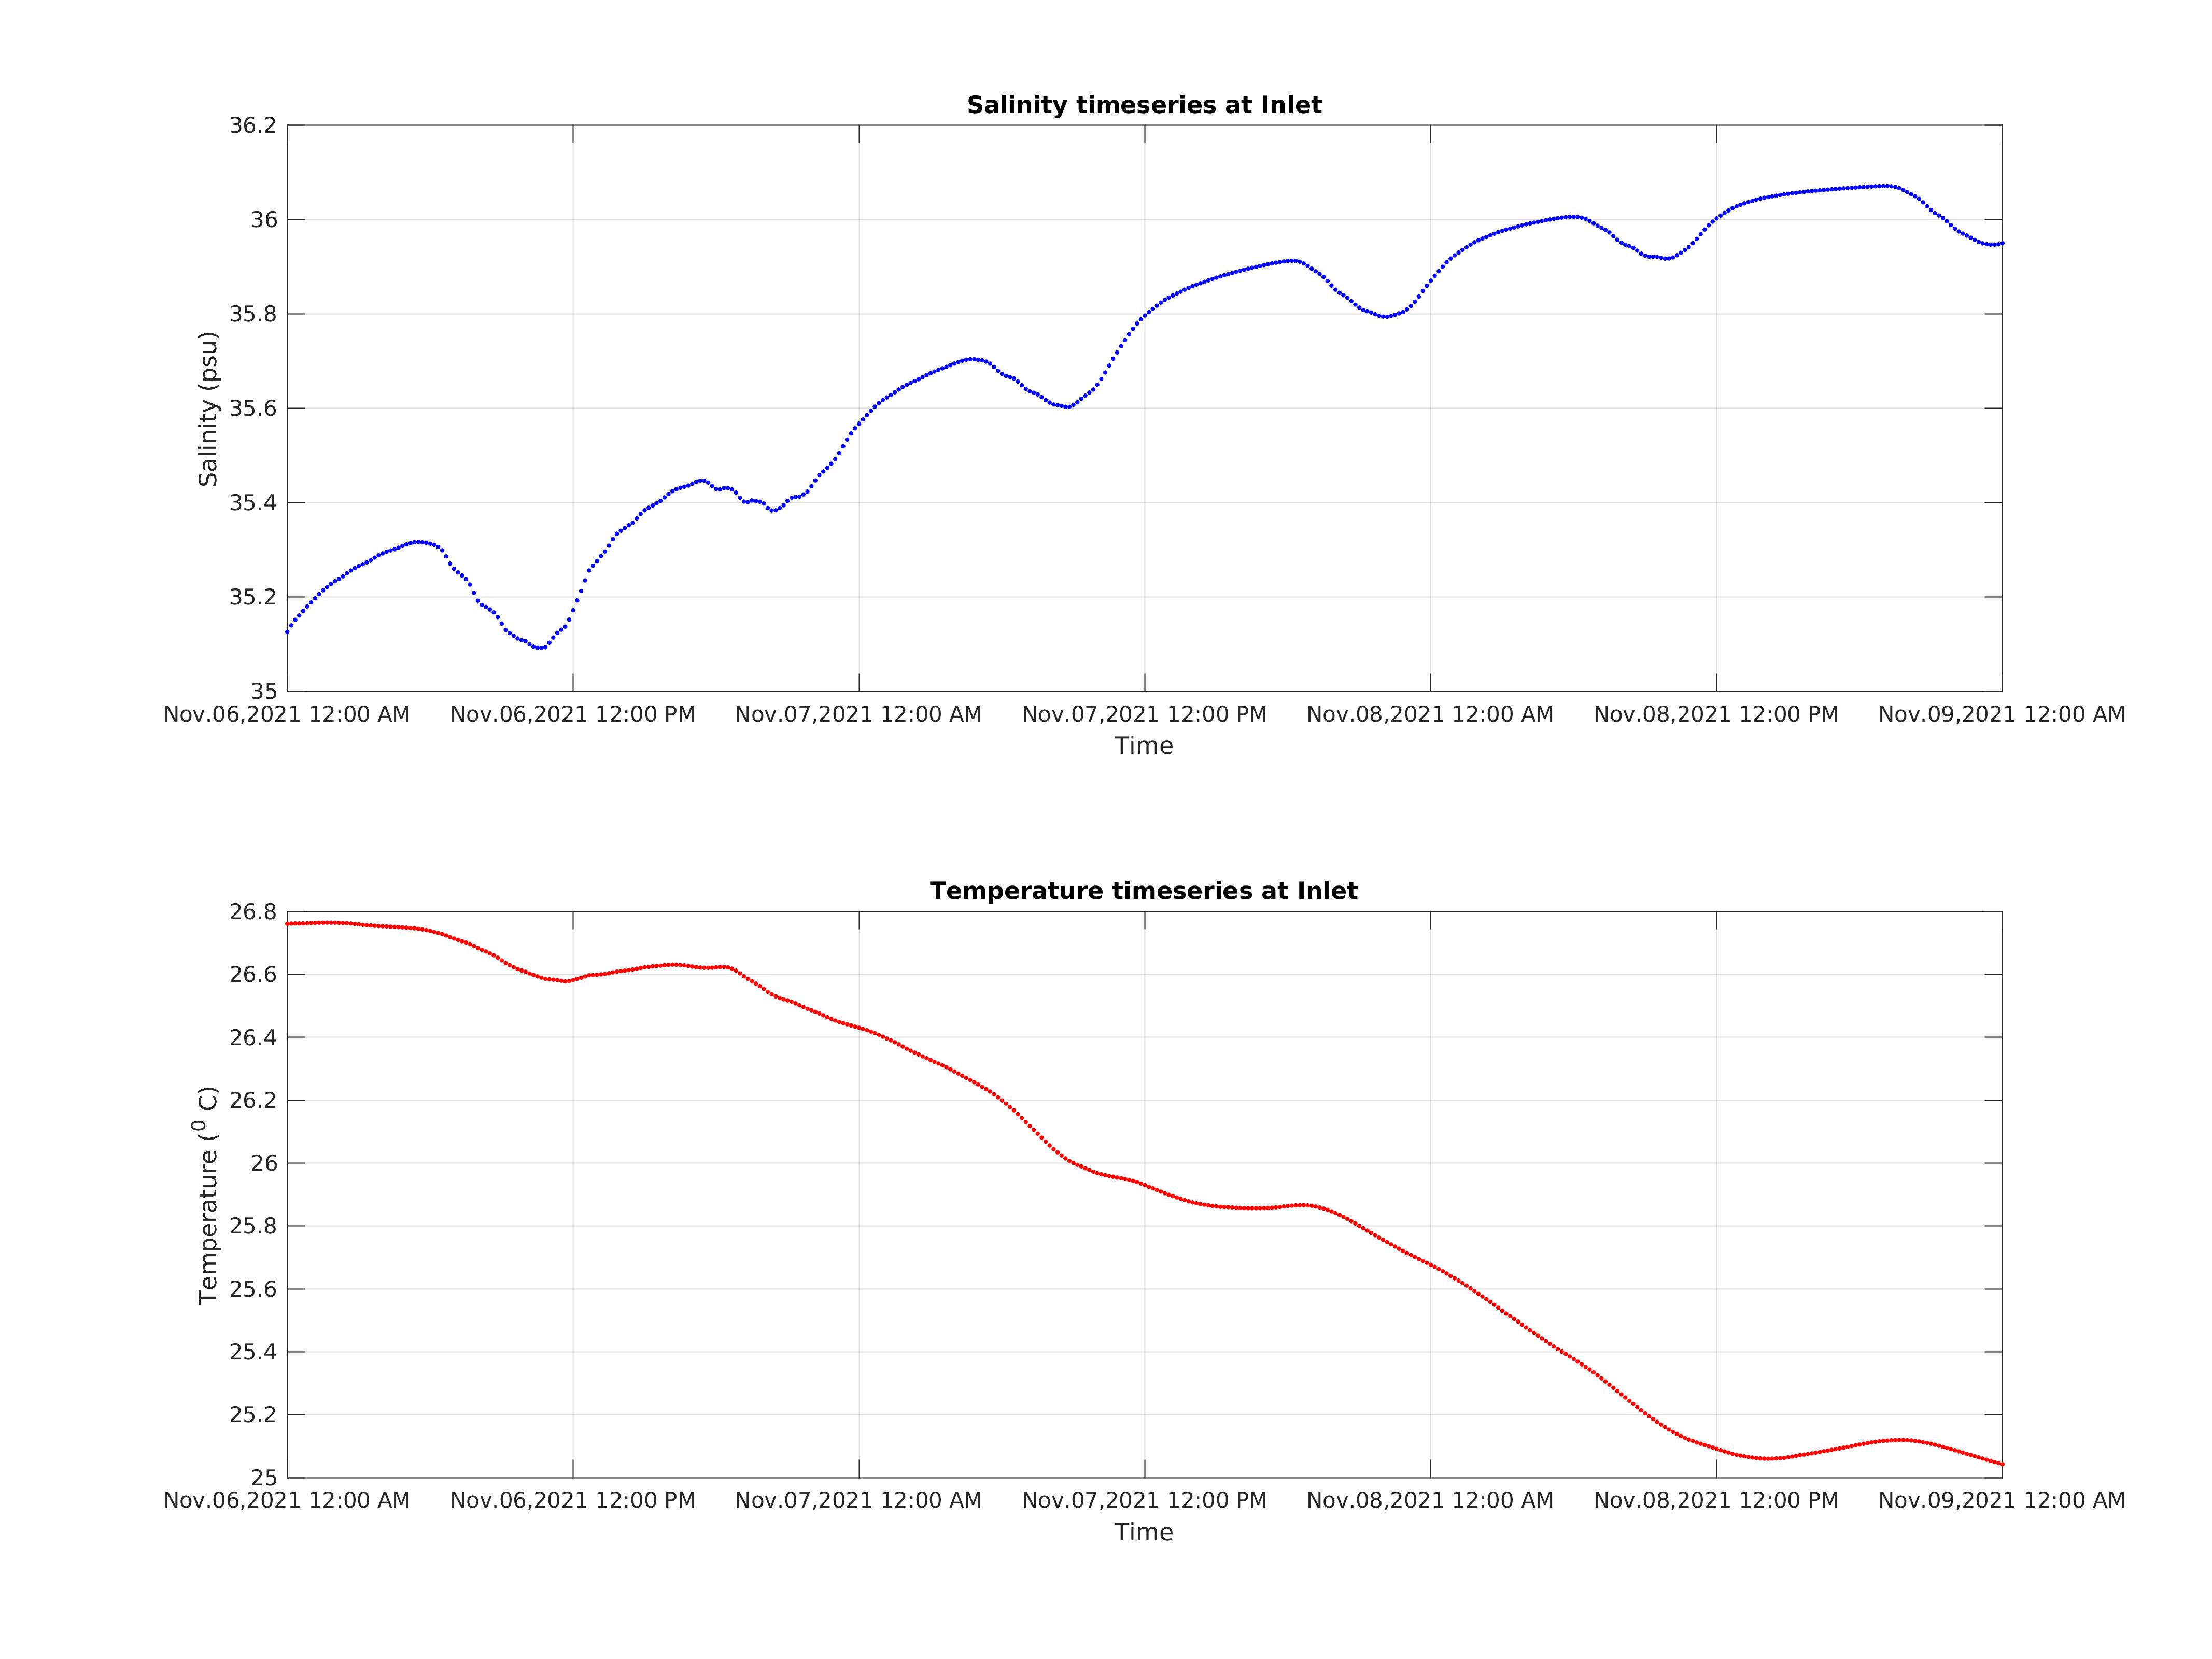 Salinity timeseries at Inlet
36.2
36
35.8
35.6
35.4
35.2
35
Salinity (psu)
Nov.06,2021 12:00 AM Nov.06,2021 12:00 PM Nov.07,2021 12:00 AM Nov.07,2021 12:00 PM Nov.08,2021 12:00 AM Nov.08,2021 12:00 PM Nov.09,2021 12:00 AM
Time
Temperature timeseries at Inlet
26.8
26.6
26.4
26.2
26
25.8
25.6
25.4
25.2
25
Temperature (⁰ C)
Nov.06,2021 12:00 AM Nov.06,2021 12:00 PM Nov.07,2021 12:00 AM Nov.07,2021 12:00 PM Nov.08,2021 12:00 AM Nov.08,2021 12:00 PM Nov.09,2021 12:00 AM
Time